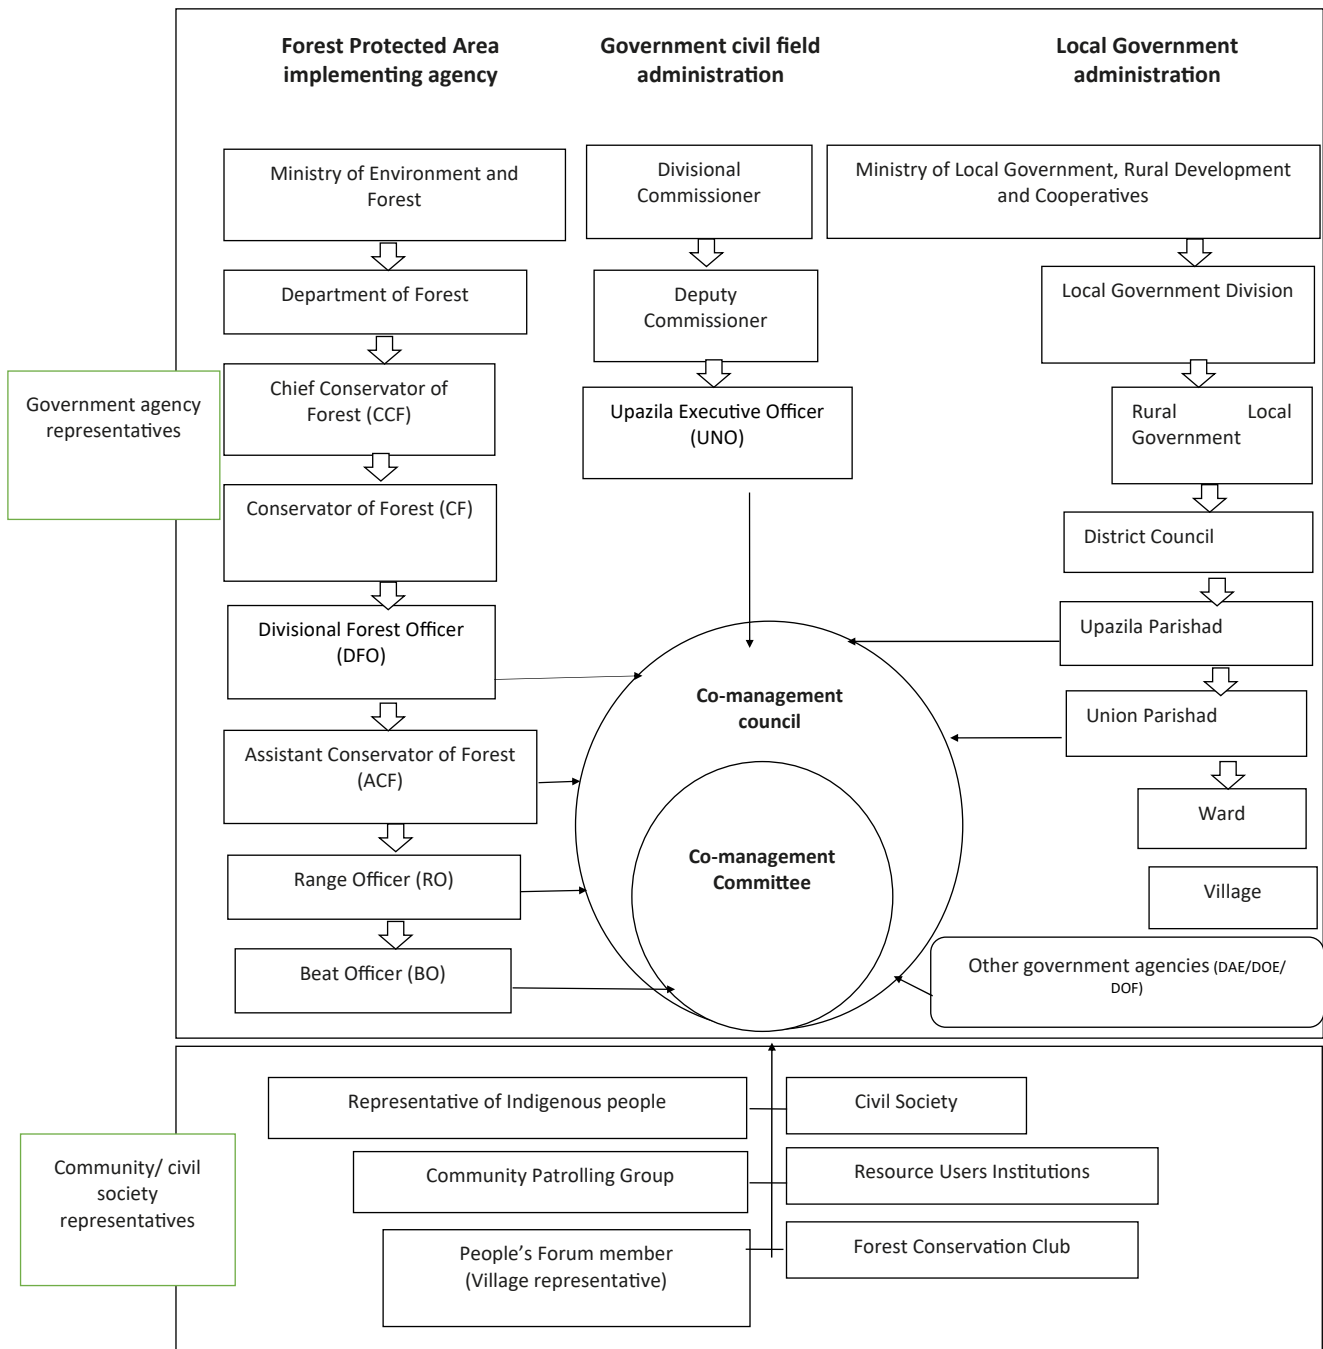 Forest Protected Area
implementing agency
Government civil field
administration
Local Government
administration
Ministry of Environment and
Forest
Department of Forest
Chief Conservator of
Forest (CCF)
Conservator of Forest (CF)
Divisional Forest Officer
(DFO)
Assistant Conservator of Forest
(ACF)
Range Officer (RO)
Beat Officer (BO)
Divisional
Commissioner
Deputy
Commissioner
Upazila Executive Officer
(UNO)
Ministry of Local Government, Rural Development
and Cooperatives
Local Government Division
Rural Local
Government
District Council
Upazila Parishad
Union Parishad
Ward
Village
Other government agencies (DAE/DOE/
DOF)
Co-management
council
Co-management
Committee
Government agency
representatives
Community/ civil
society
representatives
Representative of Indigenous people
Civil Society
Community Patrolling Group
Resource Users Institutions
People’s Forum member
(Village representative)
Forest Conservation Club